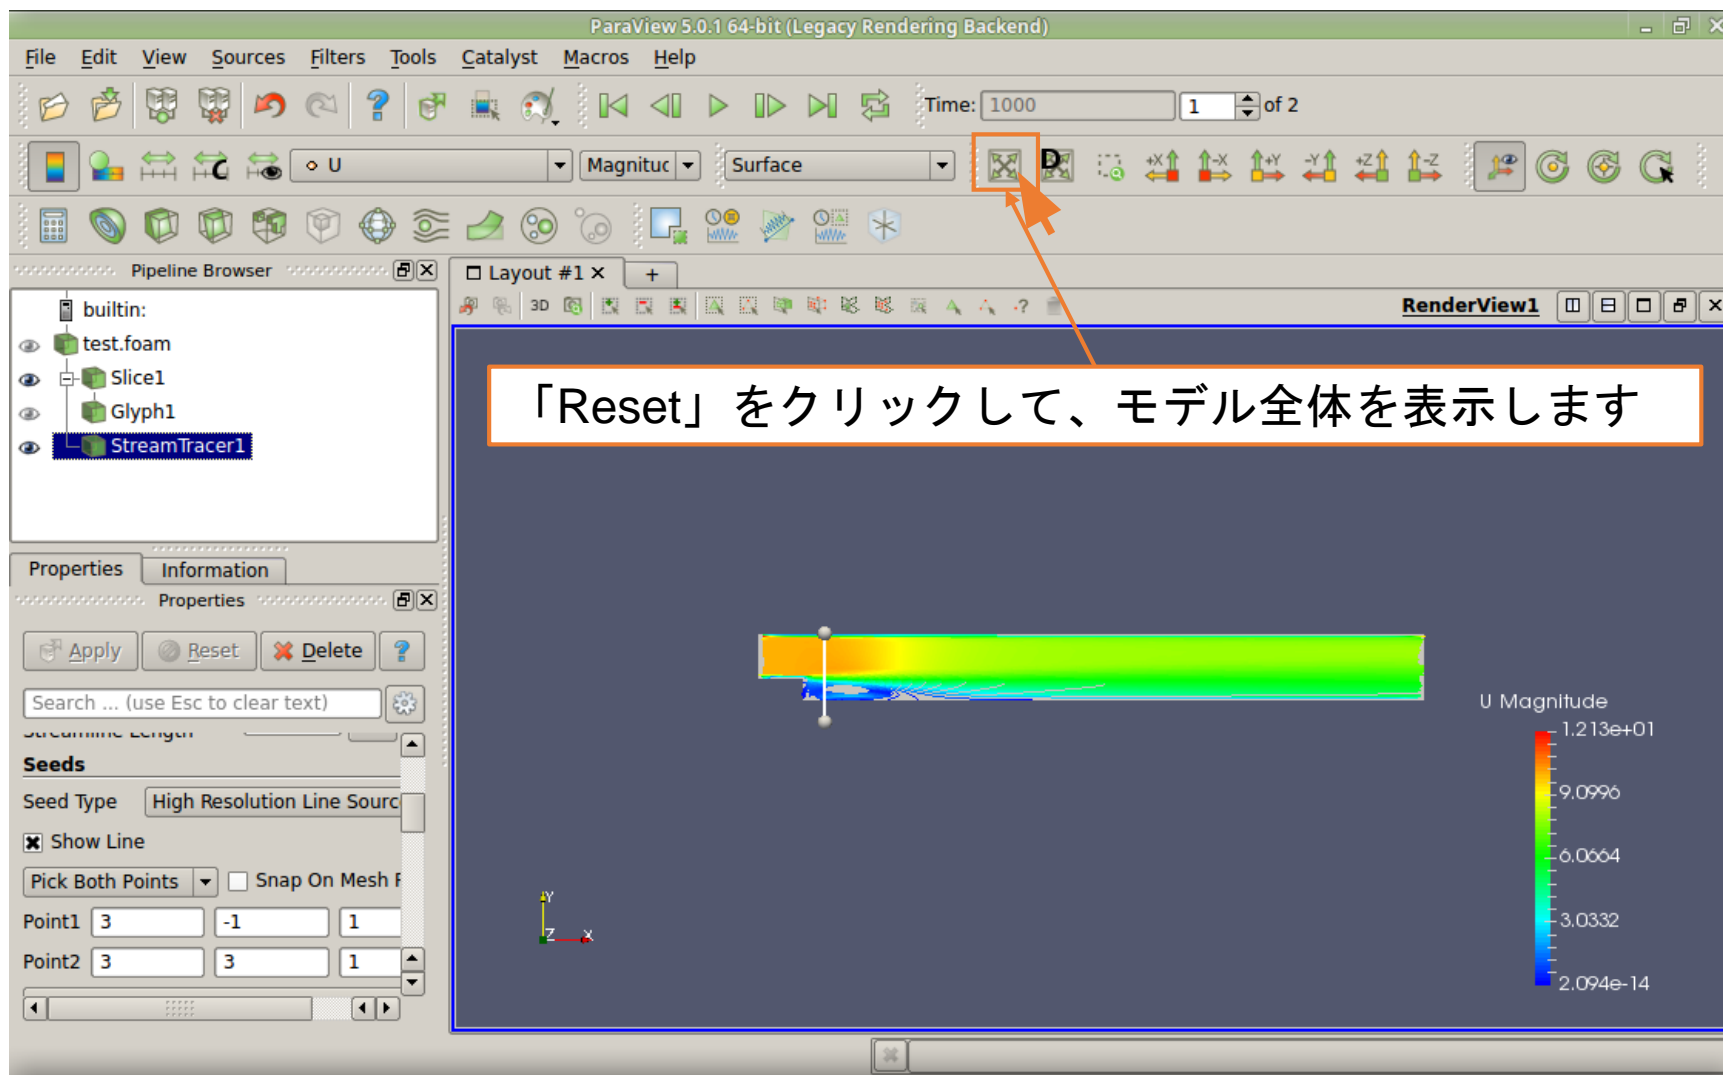 ParaView 5.0.1 64-bit (Legacy Rendering Backend)
File Edit View Sources Filters Tools Catalyst Macros Help
Time: 1000 1 of 2
U Magnituc Surface
+X -X +Y -Y +Z -Z
Pipeline Browser
Layout #1
3D
RenderView1
builtin:
test.foam
Slice1
Glyph1
StreamTracer1
「Reset」をクリックして、モデル全体を表示します
Properties Information
Properties
Apply Reset Delete
Search ... (use Esc to clear text)
Streamline Length
Seeds
Seed Type High Resolution Line Sourc
Show Line
Pick Both Points Snap On Mesh
Point1 3 -1 1
Point2 3 3 1
Y
Z X
U Magnitude
1.213e+01
9.0996
6.0664
3.0332
2.094e-14